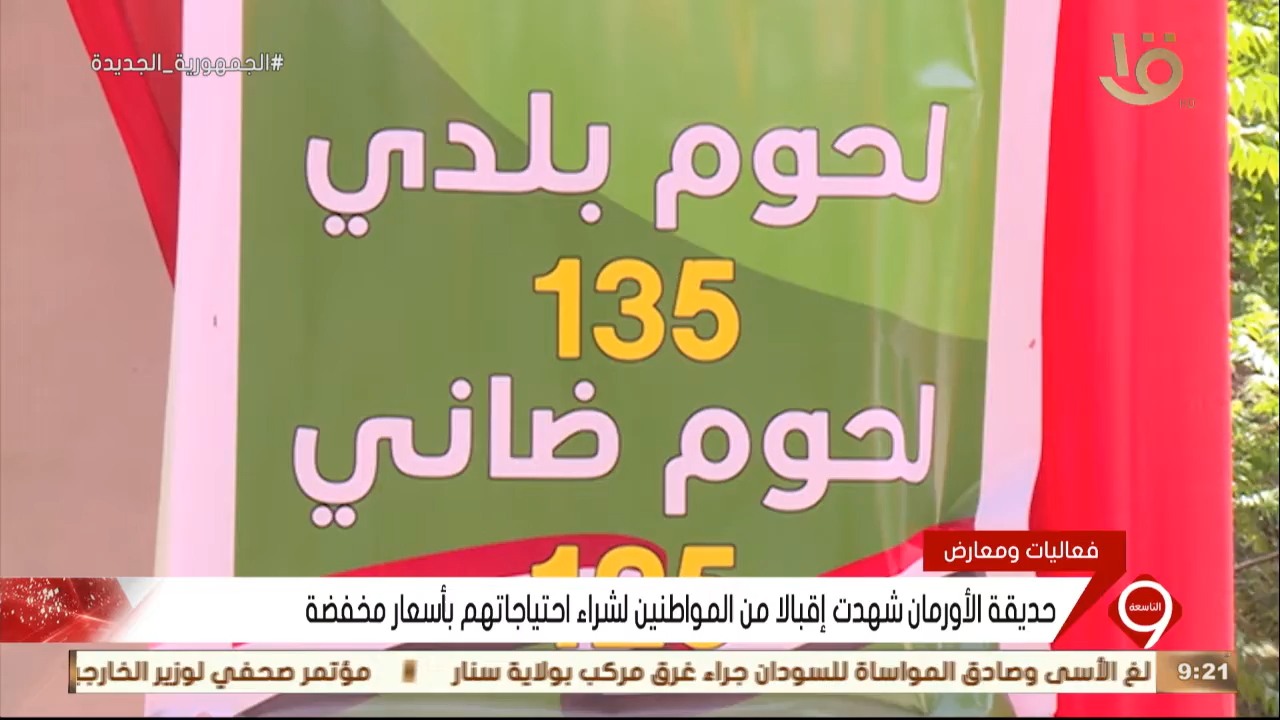 #الجمهورية_الجديدة
لحوم بلدي
135
لحوم ضاني
فعاليات ومعارض
التاسعة
9
حديقة الأورمان شهدت إقبالا من المواطنين لشراء احتياجاتهم بأسعار مخفضة
9:21
لغ الأسى وصادق المواساة للسودان جراء غرق مركب بولاية سنار
مؤتمر صحفي لوزير الخارجي